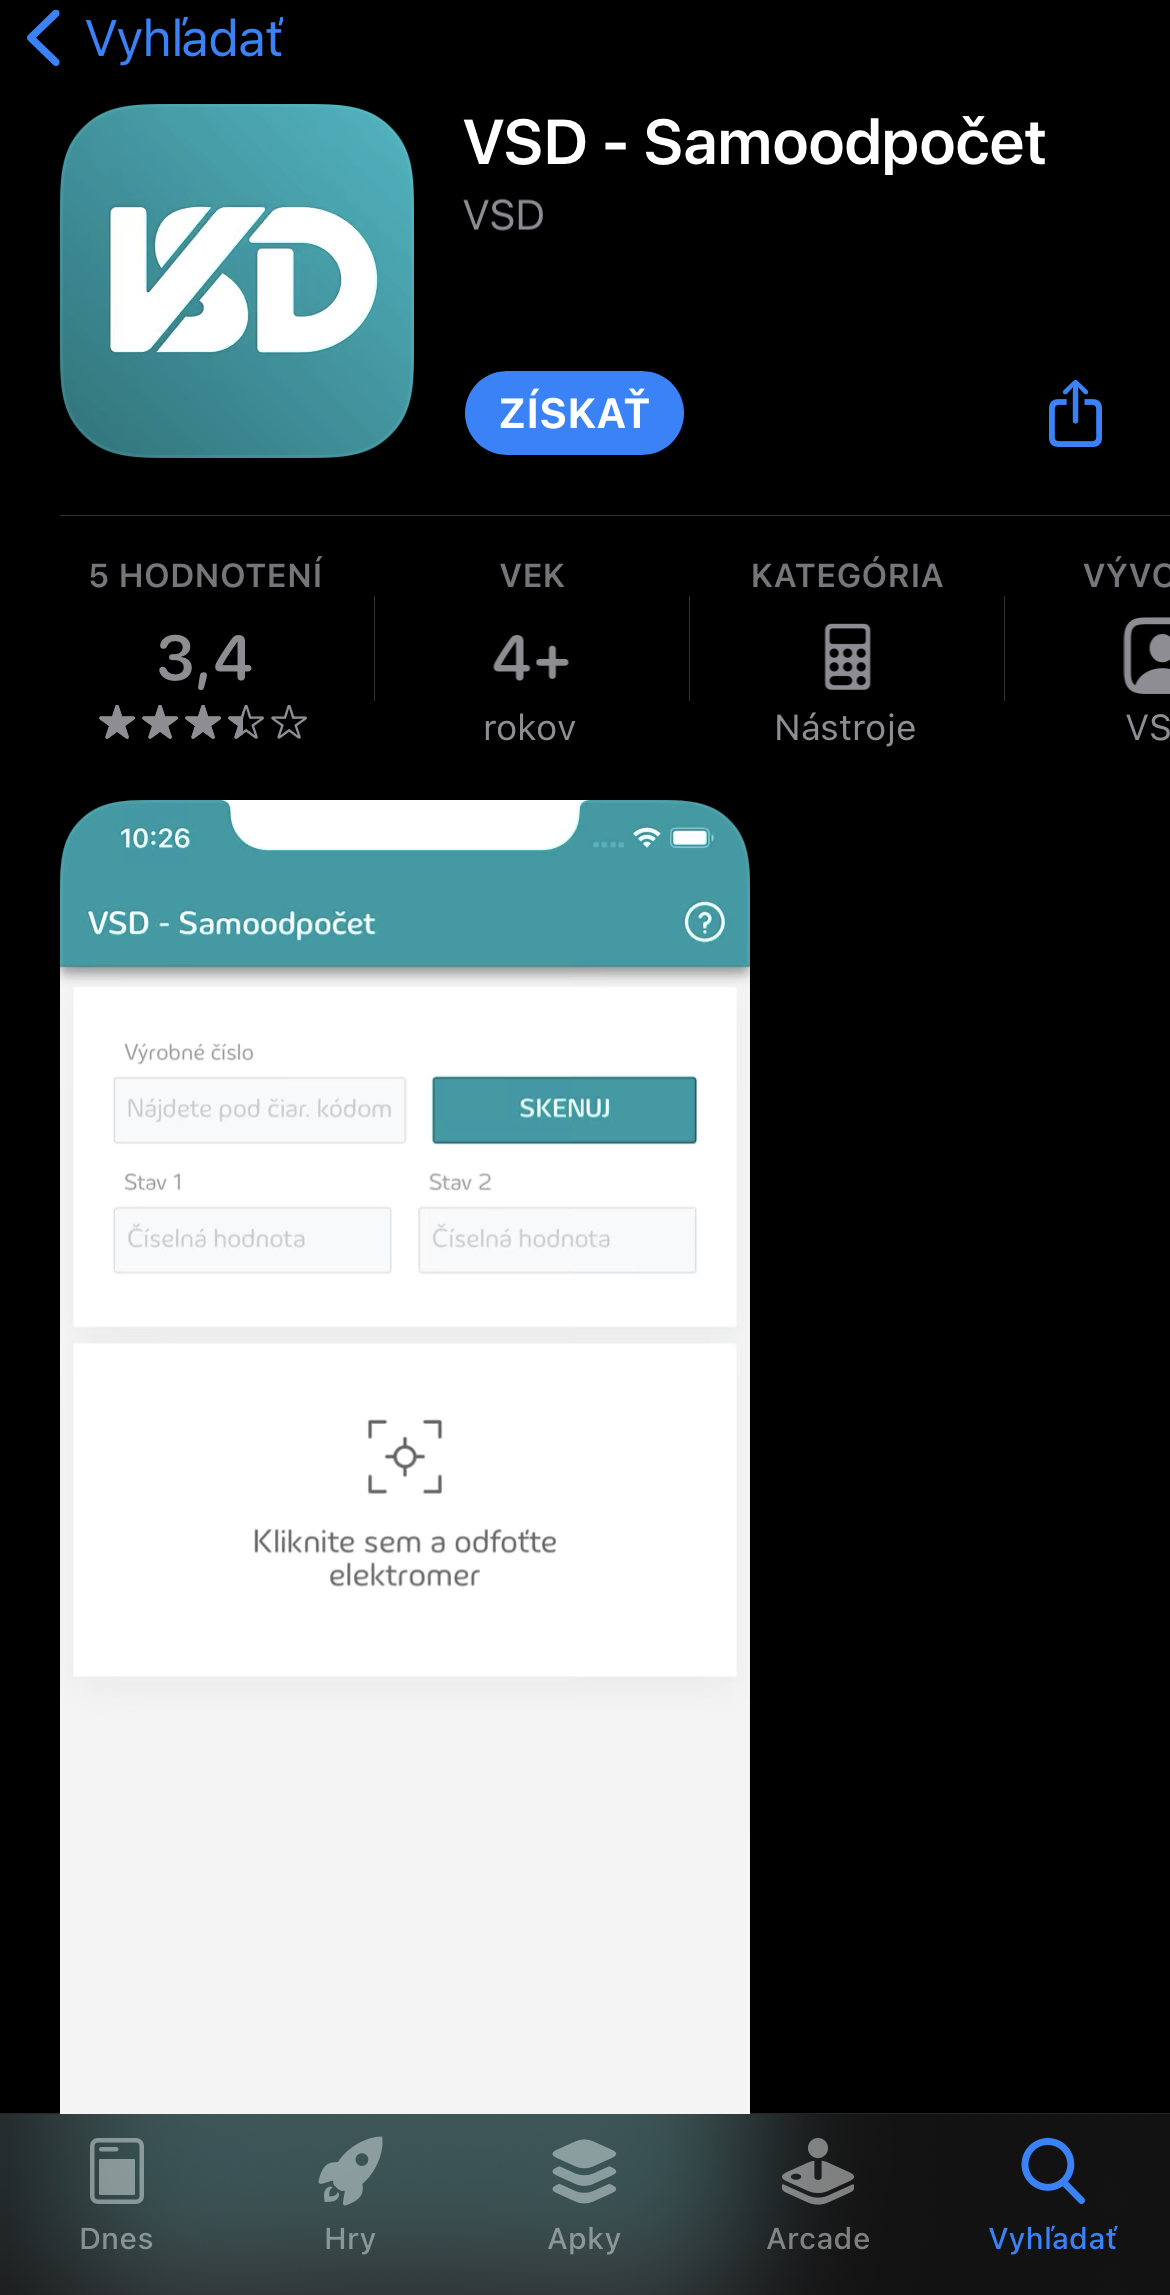 Vyhľadať
VSD
VSD - Samoodpočet
VSD
ZÍSKAŤ
5 HODNOTENÍ
3,4
VEK
4+
rokov
KATEGÓRIA
Nástroje
VÝVO
VS
10:26
VSD - Samoodpočet
?
Výrobné číslo
Nájdete pod čiar. kódom
SKENUJ
Stav 1
Stav 2
Číselná hodnota
Číselná hodnota
Kliknite sem a odfoťte
elektromer
Dnes
Hry
Apky
Arcade
Vyhľadať